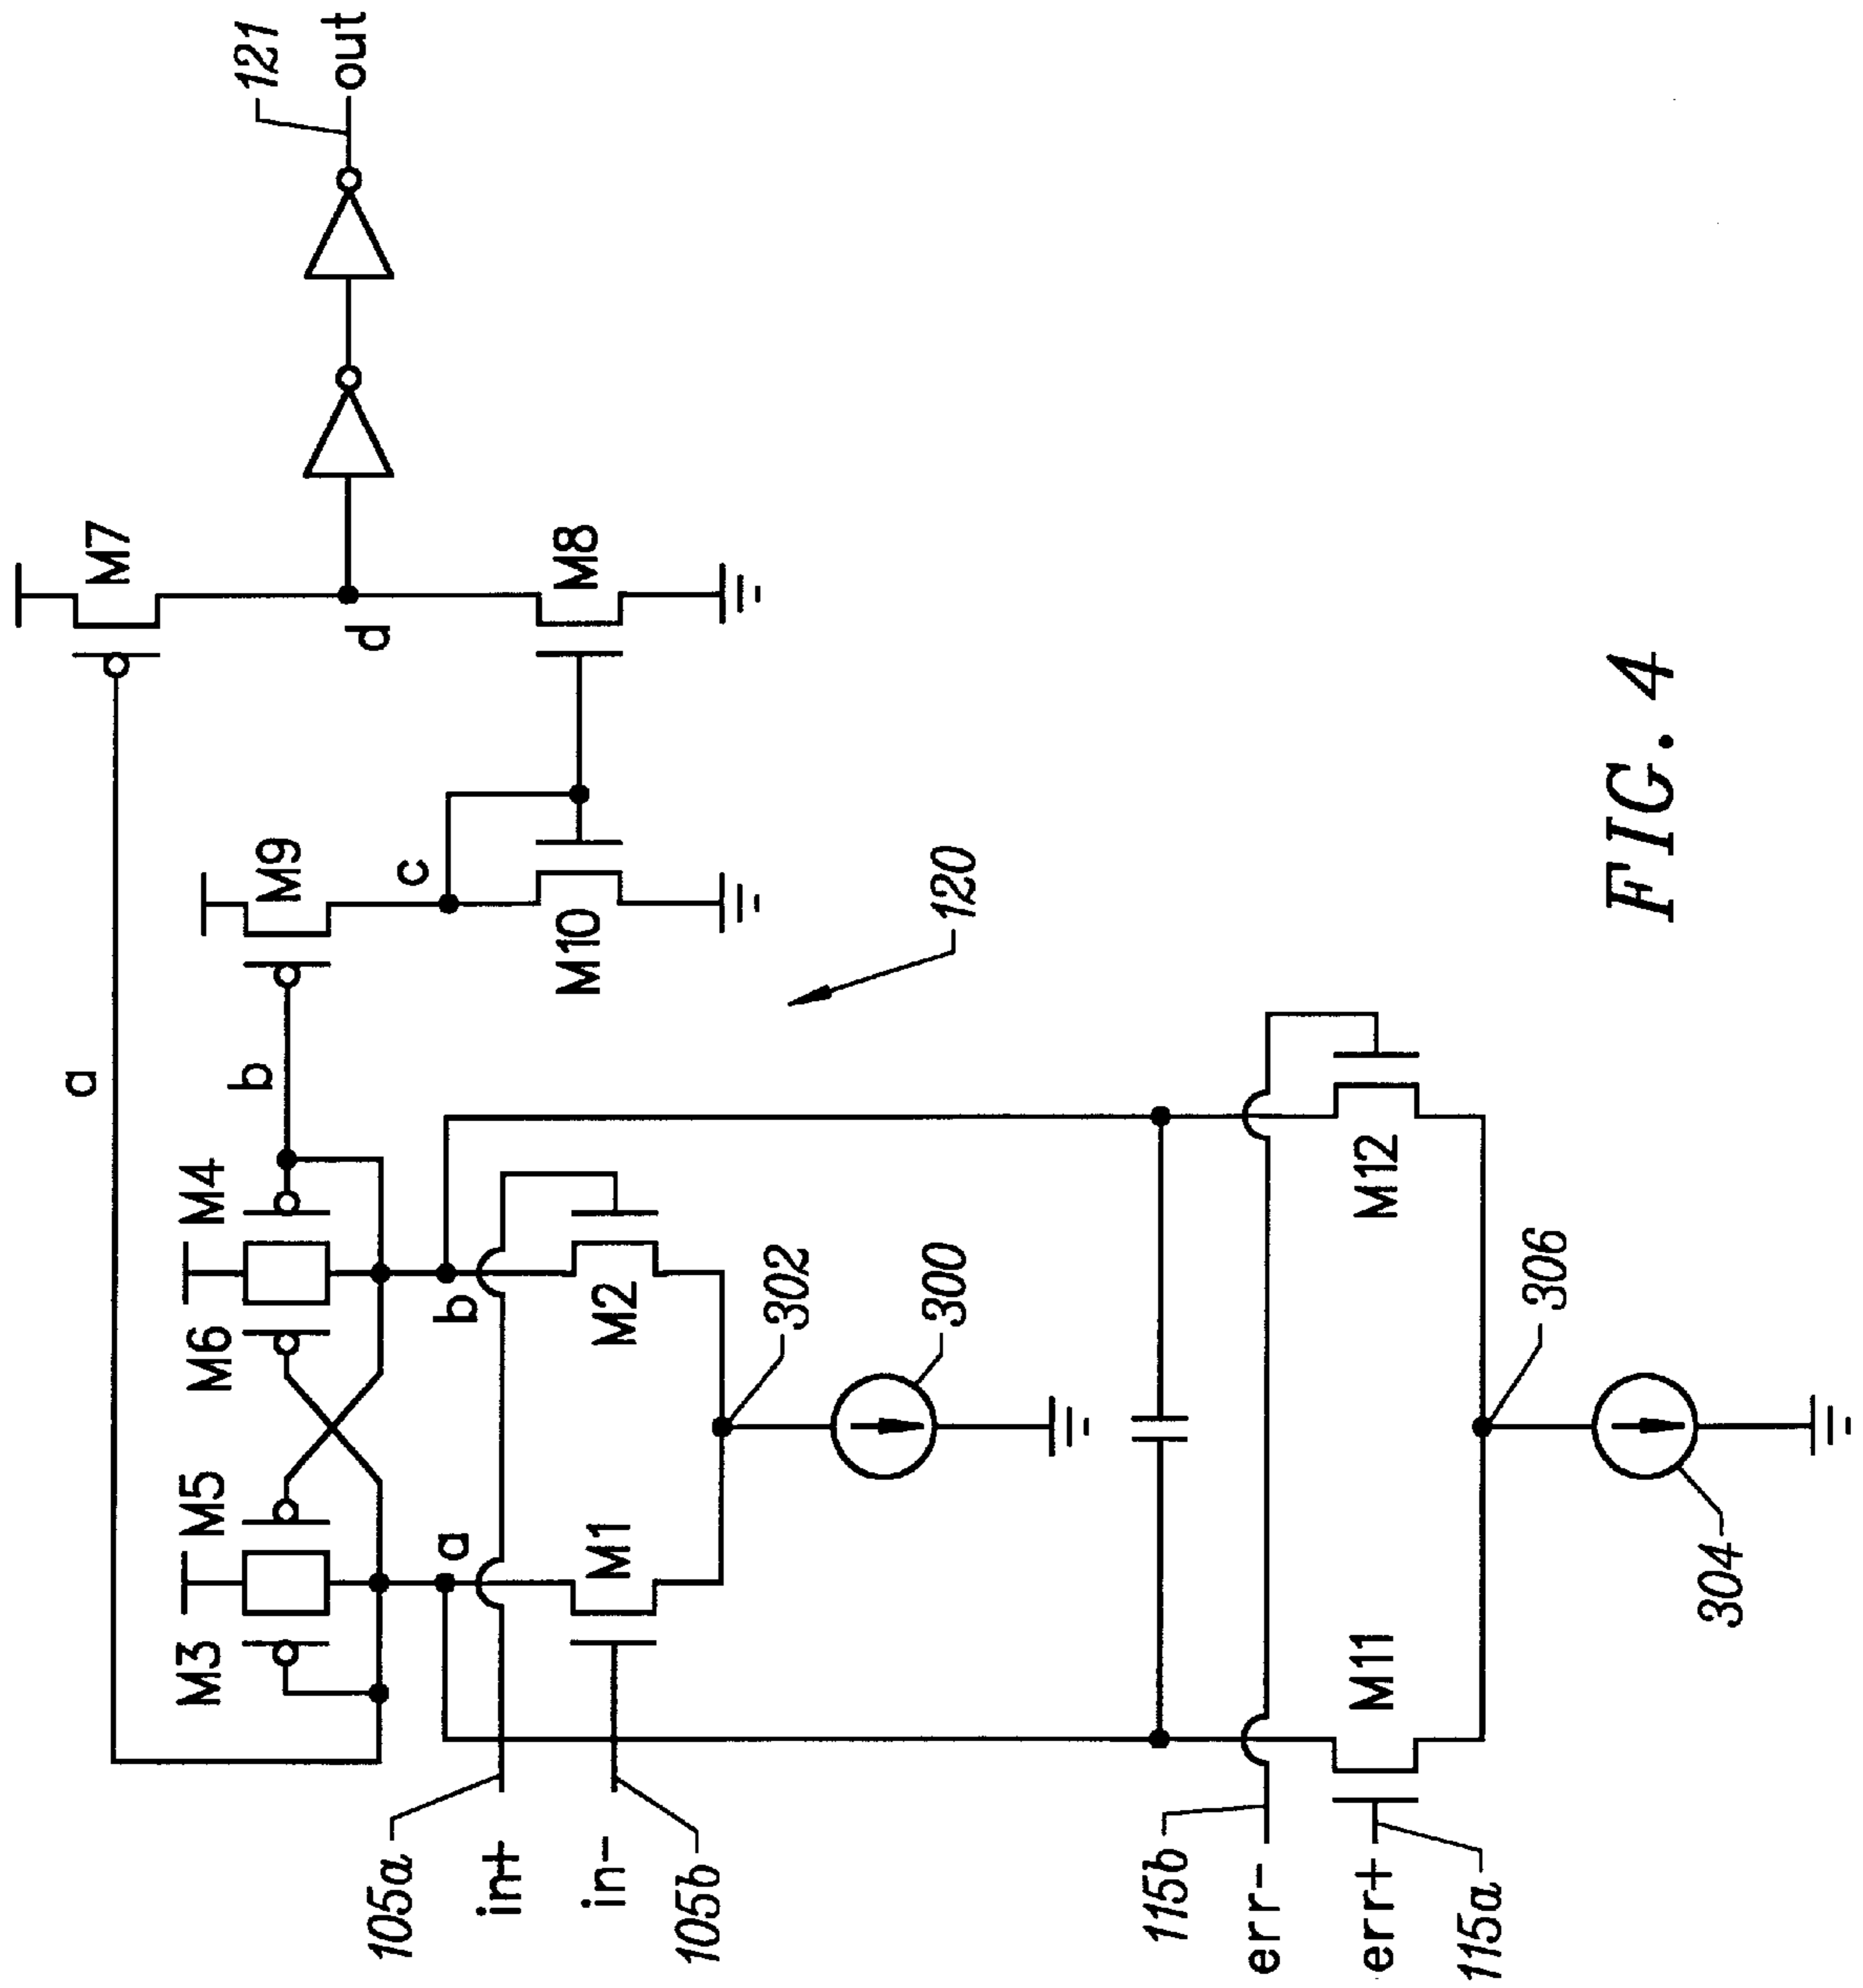 121
out
M7
d
M8
a
M9
c
M10
b
120
M4
M6
M5
M3
b
a
M2
M1
302
300
105a
in+
in-
105b
M12
M11
306
304
115b
err-
err+
115a
FIG. 4